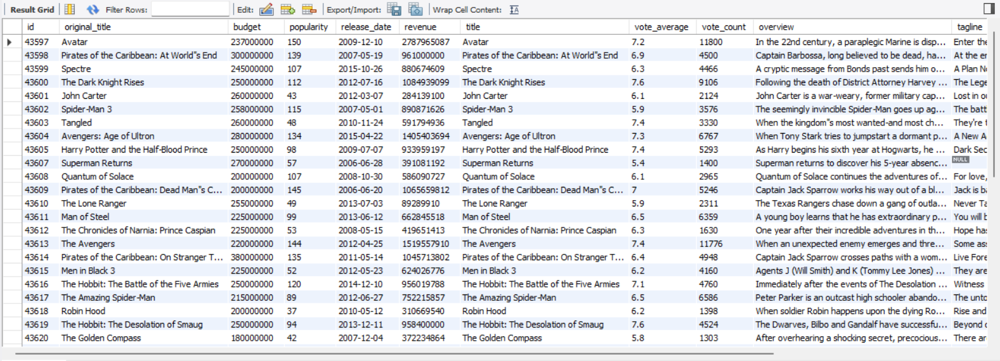 Result Grid Filter Rows: Edit: Export/Import: Wrap Cell Content: IA
id original_title budget popularity release_date revenue title vote_average vote_count overview tagline
43597 Avatar 237000000 150 2009-12-10 2787965087 Avatar 7.2 11800 In the 22nd century, a paraplegic Marine is disp... Enter the
43598 Pirates of the Caribbean: At World"s End 300000000 139 2007-05-19 961000000 Pirates of the Caribbean: At World"s End 6.9 4500 Captain Barbossa, long believed to be dead, ha... At the er
43599 Spectre 245000000 107 2015-10-26 880674609 Spectre 6.3 4466 A cryptic message from Bonds past sends him o... A Plan N
43600 The Dark Knight Rises 250000000 112 2012-07-16 1084939099 The Dark Knight Rises 7.6 9106 Following the death of District Attorney Harvey ... The Lege
43601 John Carter 260000000 43 2012-03-07 284139100 John Carter 6.1 2124 John Carter is a war-weary, former military cap... Lost in
43602 Spider-Man 3 258000000 115 2007-05-01 890871626 Spider-Man 3 5.9 3576 The seemingly invincible Spider-Man goes up ag... The batt
43603 Tangled 260000000 48 2010-11-24 591794936 Tangled 7.4 3330 When the kingdom"s most wanted-and most ch... They're
43604 Avengers: Age of Ultron 280000000 134 2015-04-22 1405403694 Avengers: Age of Ultron 7.3 6767 When Tony Stark tries to jumpstart a dormant p... A New A
43605 Harry Potter and the Half-Blood Prince 250000000 98 2009-07-07 933959197 Harry Potter and the Half-Blood Prince 7.4 5293 As Harry begins his sixth year at Hogwarts, he ... Dark Sec
43607 Superman Returns 270000000 57 2006-06-28 391081192 Superman Returns 5.4 1400 Superman returns to discover his 5-year absenc... NULL
43608 Quantum of Solace 200000000 107 2008-10-30 586090727 Quantum of Solace 6.1 2965 Quantum of Solace continues the adventures of... For love,
43609 Pirates of the Caribbean: Dead Man"s C... 200000000 145 2006-06-20 1065659812 Pirates of the Caribbean: Dead Man"s C... 7 5246 Captain Jack Sparrow works his way out of a bl... Jack is ba
43610 The Lone Ranger 255000000 49 2013-07-03 89289910 The Lone Ranger 5.9 2311 The Texas Rangers chase down a gang of outla... Never Ta
43611 Man of Steel 225000000 99 2013-06-12 662845518 Man of Steel 6.5 6359 A young boy learns that he has extraordinary p... You will b
43612 The Chronicles of Narnia: Prince Caspian 225000000 53 2008-05-15 419651413 The Chronicles of Narnia: Prince Caspian 6.3 1630 One year after their incredible adventures in th... Hope has
43613 The Avengers 220000000 144 2012-04-25 1519557910 The Avengers 7.4 11776 When an unexpected enemy emerges and thre... Some ass
43614 Pirates of the Caribbean: On Stranger T... 380000000 135 2011-05-14 1045713802 Pirates of the Caribbean: On Stranger T... 6.4 4948 Captain Jack Sparrow crosses paths with a wom... Live Fore
43615 Men in Black 3 225000000 52 2012-05-23 624026776 Men in Black 3 6.2 4160 Agents J (Will Smith) and K (Tommy Lee Jones) ... They are
43616 The Hobbit: The Battle of the Five Armies 250000000 120 2014-12-10 956019788 The Hobbit: The Battle of the Five Armies 7.1 4760 Immediately after the events of The Desolation ... Witness
43617 The Amazing Spider-Man 215000000 89 2012-06-27 752215857 The Amazing Spider-Man 6.5 6586 Peter Parker is an outcast high schooler abando... The unto
43618 Robin Hood 200000000 37 2010-05-12 310669540 Robin Hood 6.2 1398 When soldier Robin happens upon the dying Ro... Rise and
43619 The Hobbit: The Desolation of Smaug 250000000 94 2013-12-11 958400000 The Hobbit: The Desolation of Smaug 7.6 4524 The Dwarves, Bilbo and Gandalf have successfu... Beyond
43620 The Golden Compass 180000000 42 2007-12-04 372234864 The Golden Compass 5.8 1303 After overhearing a shocking secret, precocious... There ar